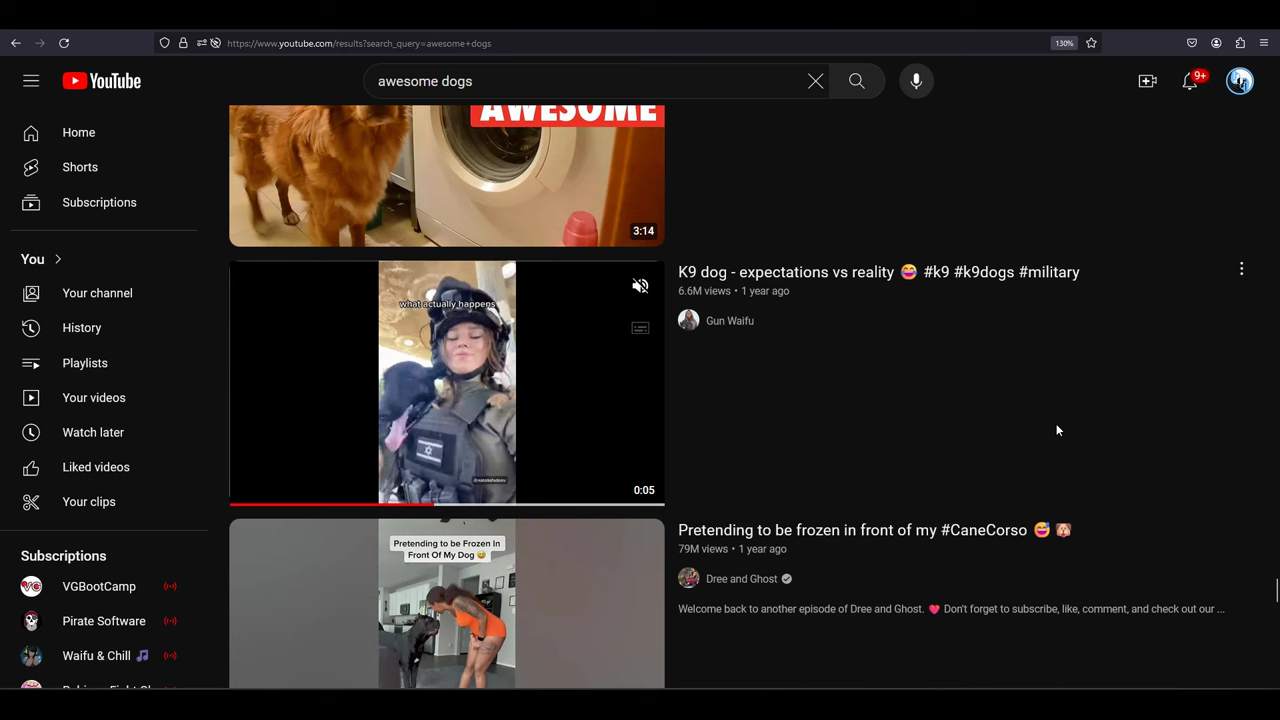 https://www.youtube.com/results?search_query=awesome+dogs
130%
YouTube
awesome dogs
9+
Home
Shorts
Subscriptions
You
Your channel
History
Playlists
Your videos
Watch later
Liked videos
Your clips
Subscriptions
VGBootCamp
Pirate Software
Waifu & Chill
AWESOME
3:14
what actually happens
0:05
K9 dog - expectations vs reality 😂 #k9 #k9dogs #military
6.6M views • 1 year ago
Gun Waifu
Pretending to be Frozen In
Front Of My Dog 😅
Pretending to be frozen in front of my #CaneCorso 😅 🐶
79M views • 1 year ago
Dree and Ghost
Welcome back to another episode of Dree and Ghost. ❤️ Don't forget to subscribe, like, comment, and check out our ...